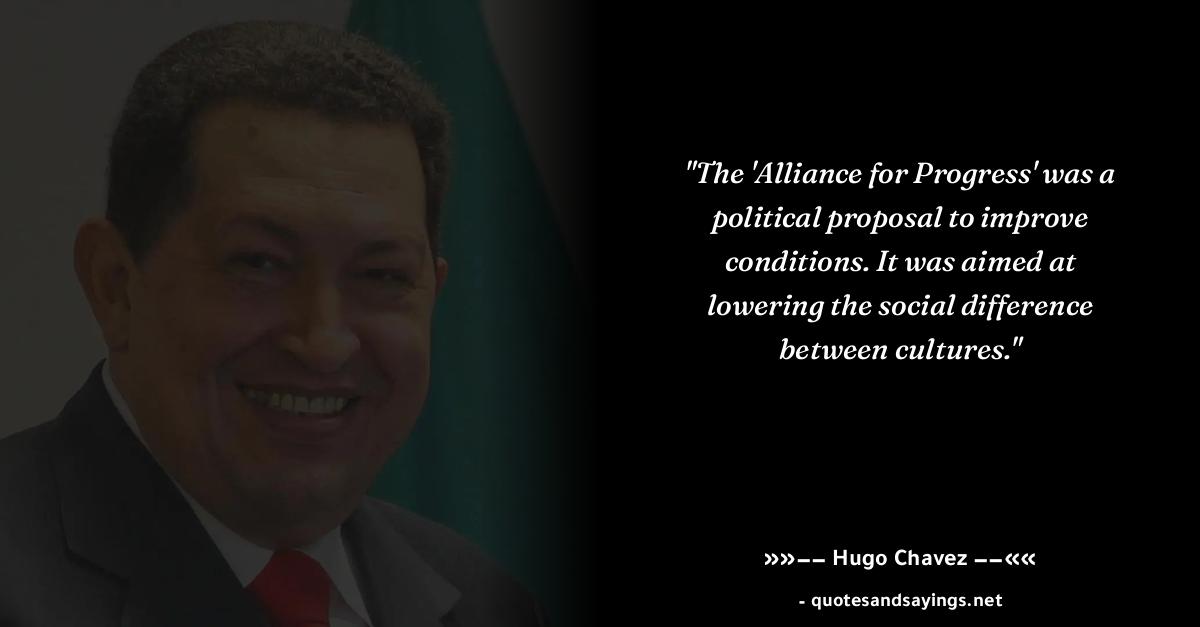 "The 'Alliance for Progress' was a
political proposal to improve
conditions. It was aimed at
lowering the social difference
between cultures."
»»−− Hugo Chavez −−««
- quotesandsayings.net